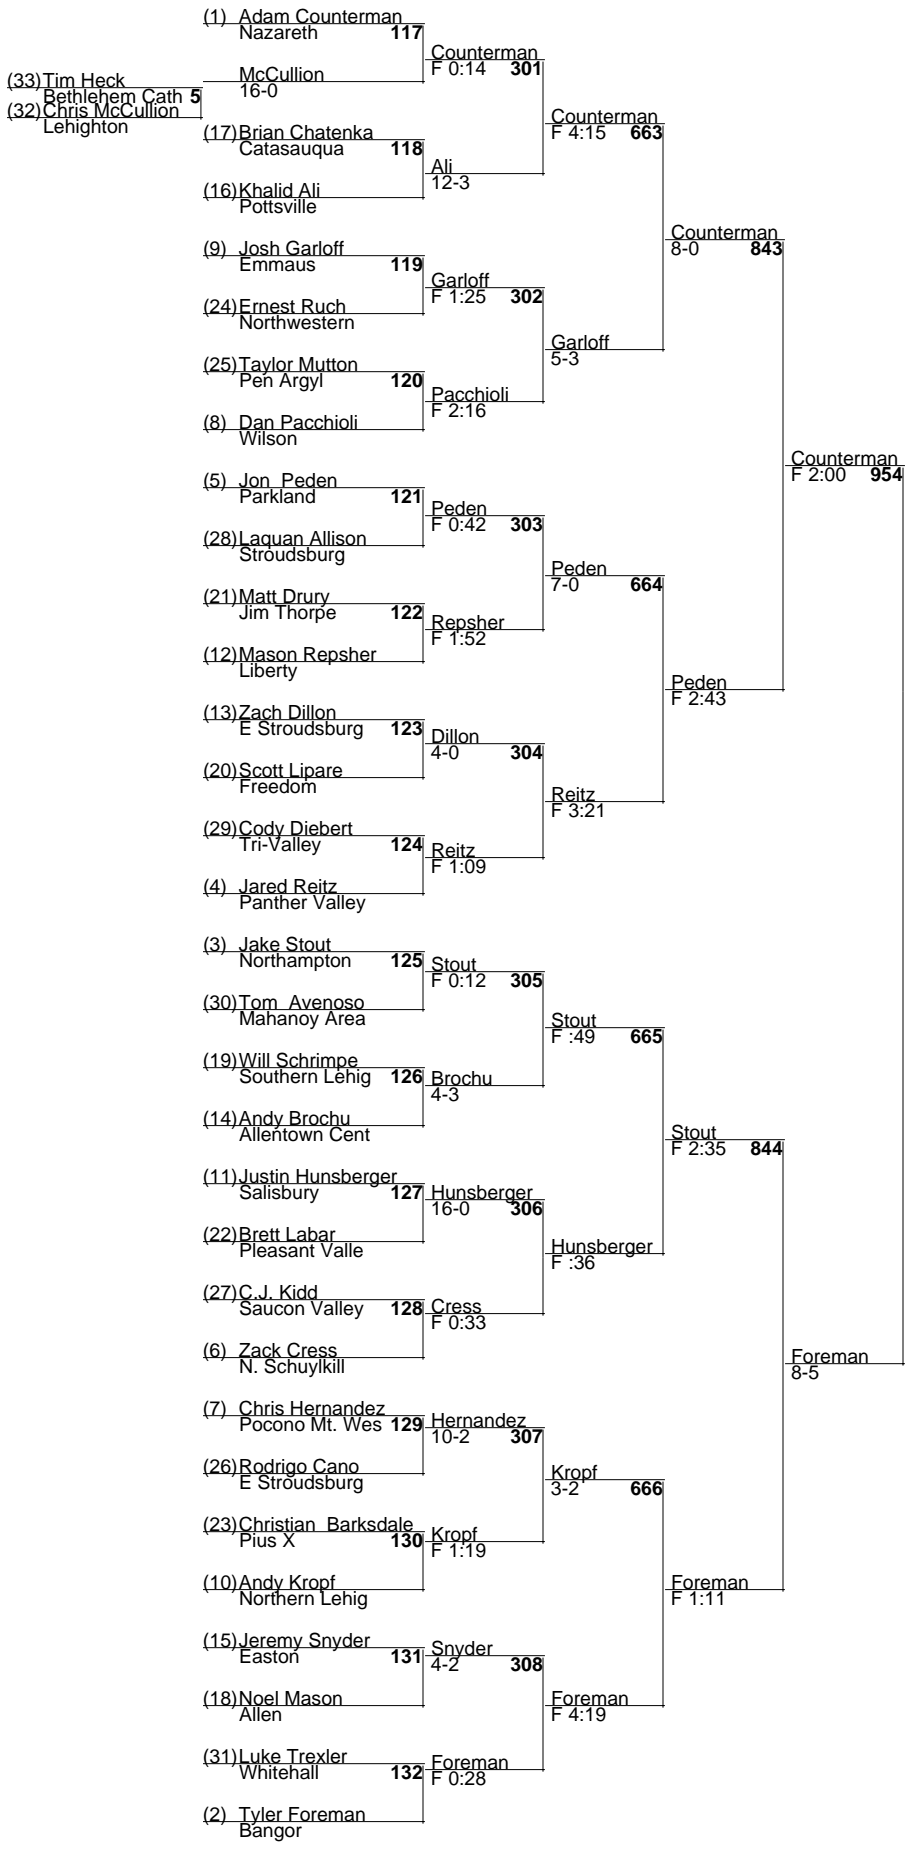 (1) Adam Counterman
Nazareth 117
Counterman
F 0:14 301
(33) Tim Heck
Bethlehem Cath 5
(32) Chris McCullion
Lehighton
McCullion
16-0
Counterman
F 4:15 663
(17) Brian Chatenka
Catasauqua 118
Ali
12-3
(16) Khalid Ali
Pottsville
Counterman
8-0 843
(9) Josh Garloff
Emmaus 119
Garloff
F 1:25 302
(24) Ernest Ruch
Northwestern
Garloff
5-3
(25) Taylor Mutton
Pen Argyl 120
Pacchioli
F 2:16
(8) Dan Pacchioli
Wilson
Counterman
F 2:00 954
(5) Jon Peden
Parkland 121
Peden
F 0:42 303
(28) Laquan Allison
Stroudsburg
Peden
7-0 664
(21) Matt Drury
Jim Thorpe 122
Repsher
F 1:52
(12) Mason Repsher
Liberty
Peden
F 2:43
(13) Zach Dillon
E Stroudsburg 123
Dillon
4-0 304
(20) Scott Lipare
Freedom
Reitz
F 3:21
(29) Cody Diebert
Tri-Valley 124
Reitz
F 1:09
(4) Jared Reitz
Panther Valley
(3) Jake Stout
Northampton 125
Stout
F 0:12 305
(30) Tom Avenoso
Mahanoy Area
Stout
F :49 665
(19) Will Schrimpe
Southern Lehig 126
Brochu
4-3
(14) Andy Brochu
Allentown Cent
Stout
F 2:35 844
(11) Justin Hunsberger
Salisbury 127
Hunsberger
16-0 306
(22) Brett Labar
Pleasant Valle
Hunsberger
F :36
(27) C.J. Kidd
Saucon Valley 128
Cress
F 0:33
(6) Zack Cress
N. Schuylkill
Foreman
8-5
(7) Chris Hernandez
Pocono Mt. Wes 129
Hernandez
10-2 307
(26) Rodrigo Cano
E Stroudsburg
Kropf
3-2 666
(23) Christian Barksdale
Pius X 130
Kropf
F 1:19
(10) Andy Kropf
Northern Lehig
Foreman
F 1:11
(15) Jeremy Snyder
Easton 131
Snyder
4-2 308
(18) Noel Mason
Allen
Foreman
F 4:19
(31) Luke Trexler
Whitehall 132
Foreman
F 0:28
(2) Tyler Foreman
Bangor